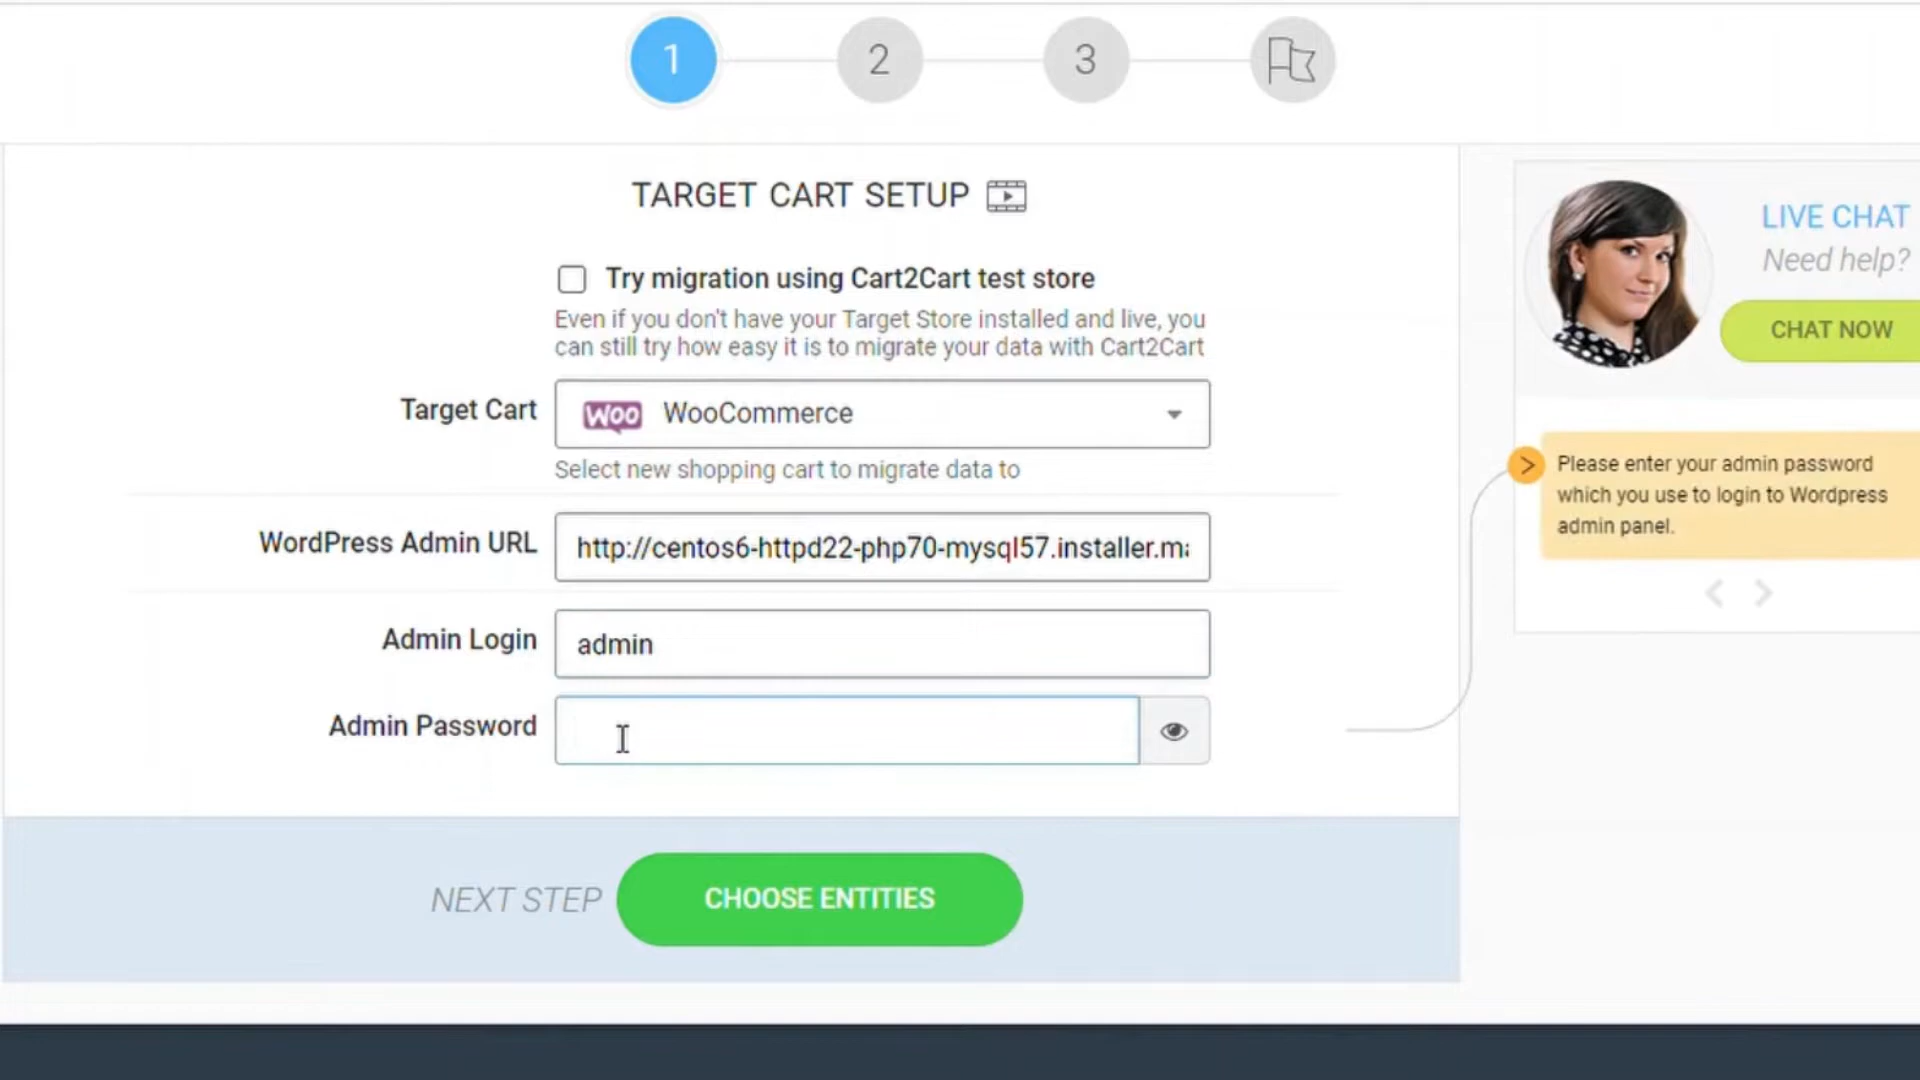 1
2
3
TARGET CART SETUP
Try migration using Cart2Cart test store
Even if you don't have your Target Store installed and live, you
can still try how easy it is to migrate your data with Cart2Cart
Target Cart
WOO WooCommerce
Select new shopping cart to migrate data to
WordPress Admin URL
http://centos6-httpd22-php70-mysql57.installer.ma
Admin Login
admin
Admin Password
NEXT STEP
CHOOSE ENTITIES
LIVE CHAT
Need help?
CHAT NOW
Please enter your admin password
which you use to login to Wordpress
admin panel.